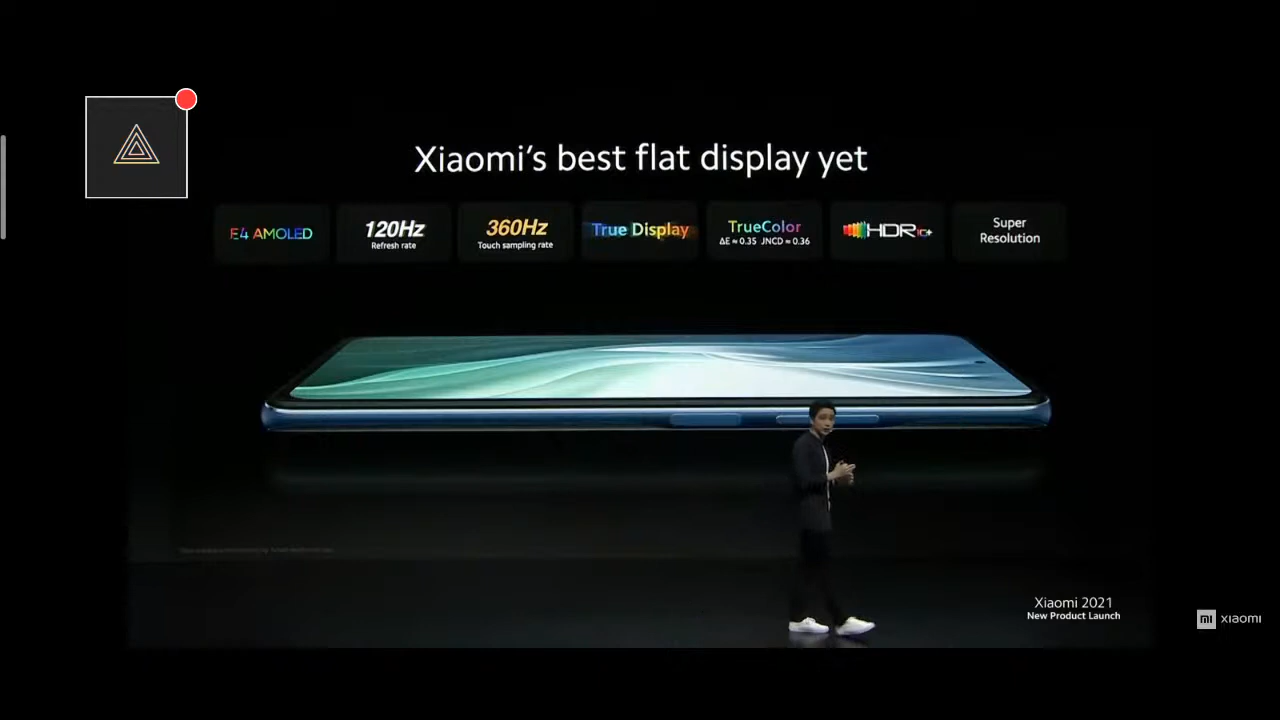 Xiaomi's best flat display yet
E4 AMOLED
120Hz
Refresh rate
360Hz
Touch sampling rate
True Display
TrueColor
ΔE ≈ 0.35 JNCD ≈ 0.36
HDR10+
Super
Resolution
Xiaomi 2021
New Product Launch
mi xiaomi